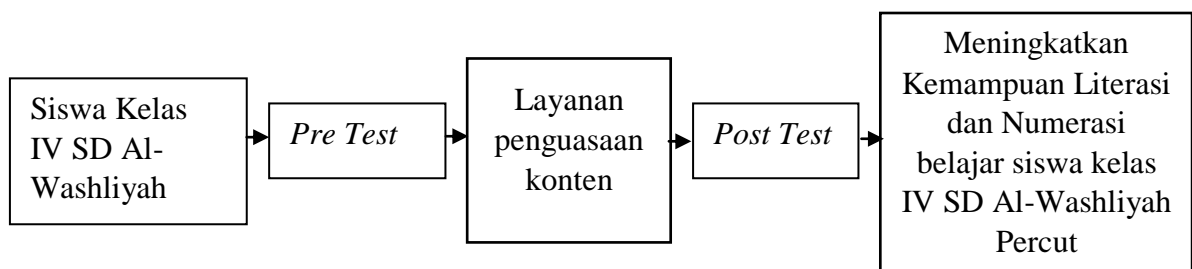 Siswa Kelas
IV SD Al-
Washliyah
Pre Test
Layanan
penguasaan
konten
Post Test
Meningkatkan
Kemampuan Literasi
dan Numerasi
belajar siswa kelas
IV SD Al-Washliyah
Percut